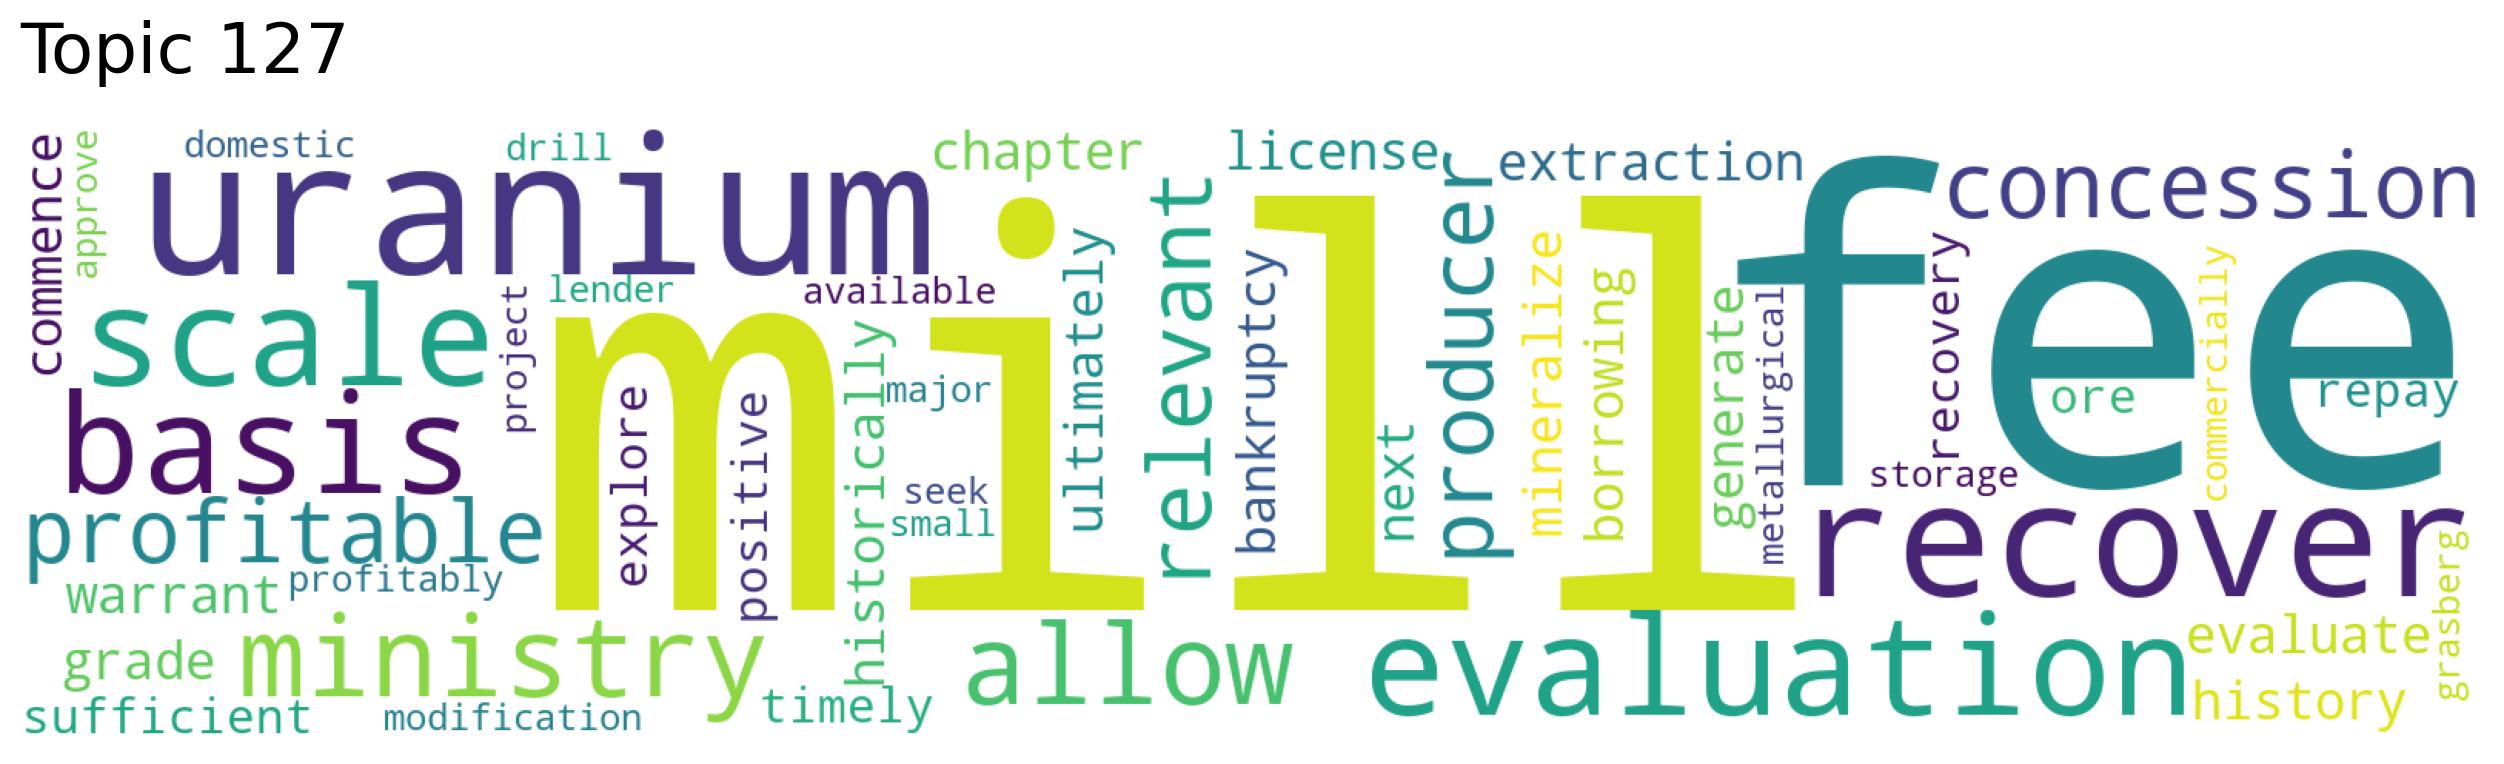 Topic 127
commence
approve
domestic
drill
uranium
chapter
license
extraction
concession
scale
project
lender
available
ultimately
relevant
bankruptcy
producer
mineralize
borrowing
generate
metallurgical
fee
recovery
commercially
ore
repay
storage
basis
mill
explore
positive
historically
major
seek
small
next
profitable
profitably
warrant
recover
grasberg
grade
ministry
timely
allow
evaluation
evaluate
history
sufficient
modification